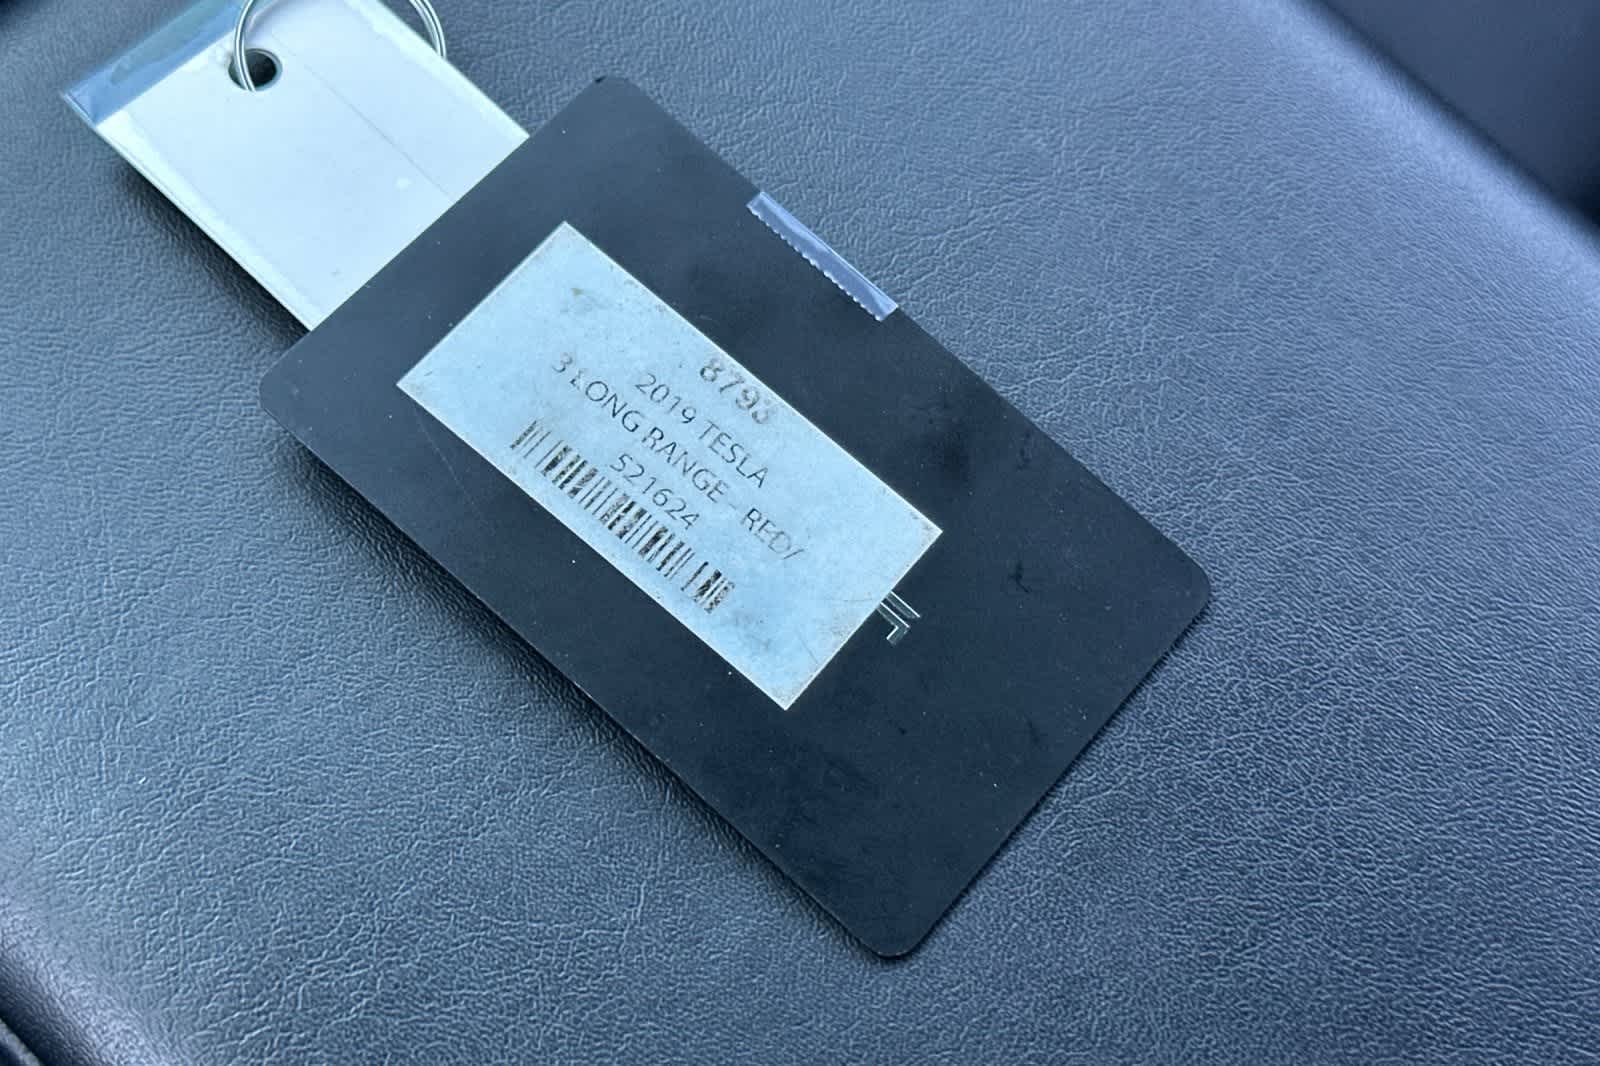 8793
2019 TESLA
3 LONG RANGE - RED/
521624